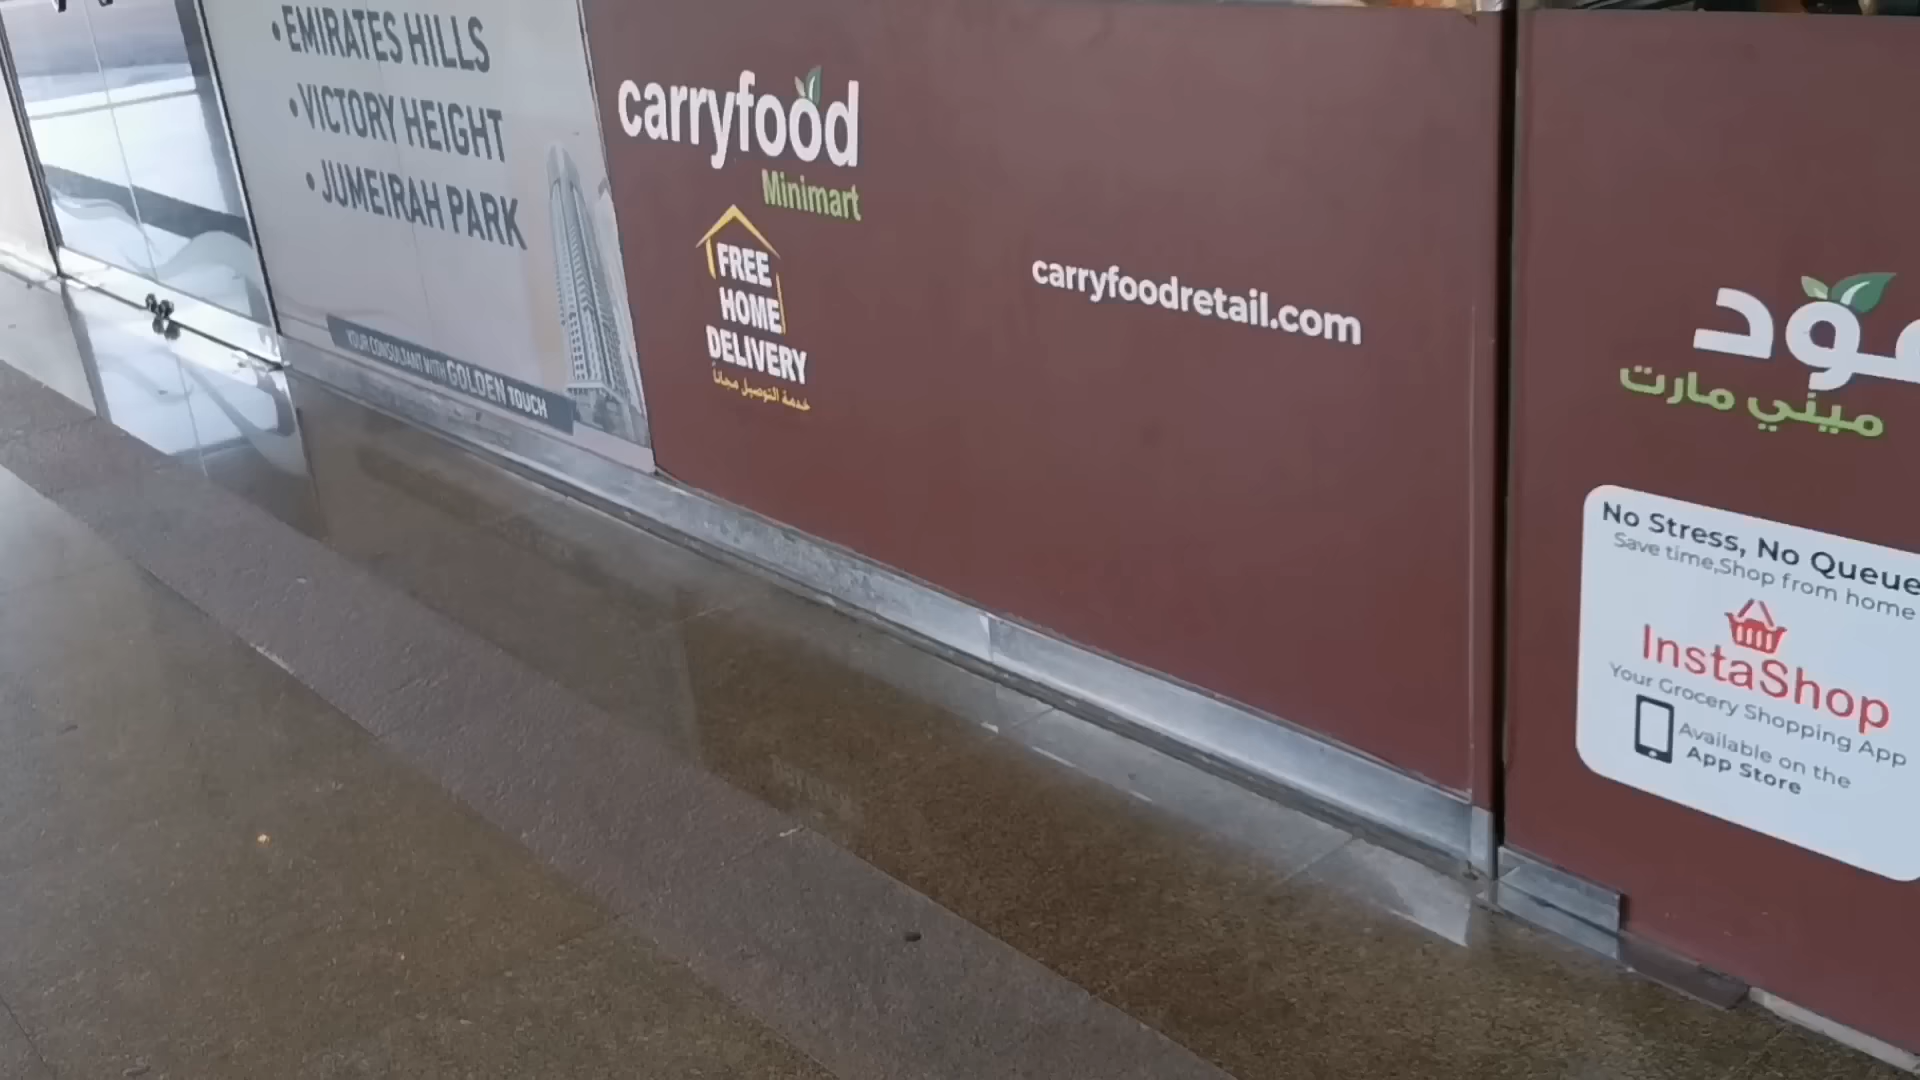 • EMIRATES HILLS
• VICTORY HEIGHT
• JUMEIRAH PARK
YOUR CONSULTANT WITH GOLDEN TOUCH
carryfood
Minimart
FREE
HOME
DELIVERY
خدمة التوصيل مجاناً
carryfoodretail.com
فود
ميني مارت
No Stress, No Queue
Save time,Shop from home
InstaShop
Your Grocery Shopping App
Available on the
App Store